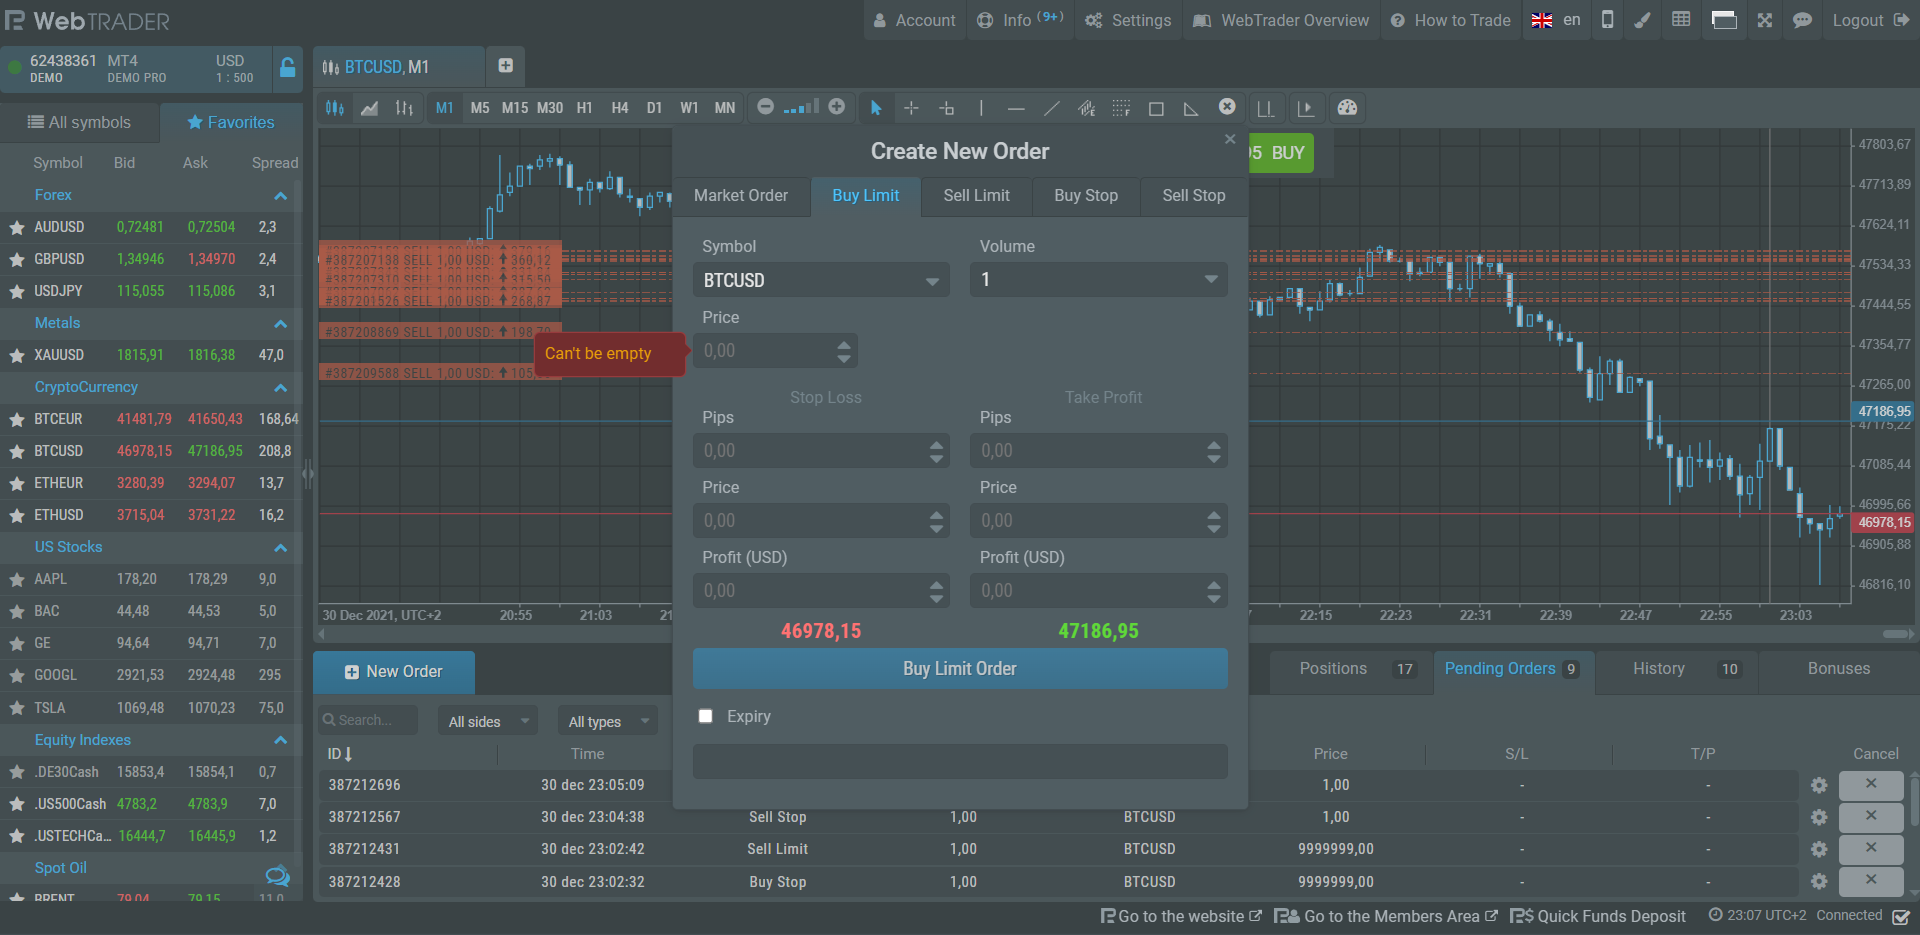 WebTRADER
Account
Info (9+)
Settings
WebTrader Overview
How to Trade
en
Logout
62438361 MT4 USD
DEMO DEMO PRO 1 : 500
BTCUSD, M1
All symbols
Favorites
M1 M5 M15 M30 H1 H4 D1 W1 MN
Symbol Bid Ask Spread
Forex
AUDUSD 0,72481 0,72504 2,3
GBPUSD 1,34946 1,34970 2,4
USDJPY 115,055 115,086 3,1
Metals
XAUUSD 1815,91 1816,38 47,0
CryptoCurrency
BTCEUR 41481,79 41650,43 168,64
BTCUSD 46978,15 47186,95 208,8
ETHEUR 3280,39 3294,07 13,7
ETHUSD 3715,04 3731,22 16,2
US Stocks
AAPL 178,20 178,29 9,0
BAC 44,48 44,53 5,0
GE 94,64 94,71 7,0
GOOGL 2921,53 2924,48 295
TSLA 1069,48 1070,23 75,0
Equity Indexes
.DE30Cash 15853,4 15854,1 0,7
.US500Cash 4783,2 4783,9 7,0
.USTECHCa... 16444,7 16445,9 1,2
Spot Oil
BRENT 79,04 79,15 11,0
#387207138 SELL 1,00 USD: 360,12
#387207310 SELL 1,00 USD: 315,50
#387201526 SELL 1,00 USD: 268,87
#387208869 SELL 1,00 USD: 198,70
#387209588 SELL 1,00 USD: 105,
Create New Order
Market Order
Buy Limit
Sell Limit
Buy Stop
Sell Stop
Symbol
BTCUSD
Volume
1
Price
0,00
Can't be empty
Stop Loss
Take Profit
Pips
0,00
Pips
0,00
Price
0,00
Price
0,00
Profit (USD)
0,00
Profit (USD)
0,00
46978,15
47186,95
Buy Limit Order
Expiry
95 BUY
47803,67
47713,89
47624,11
47534,33
47444,55
47354,77
47265,00
47186,95
47175,22
47085,44
46995,66
46978,15
46905,88
46816,10
30 Dec 2021, UTC+2 20:55 21:03 21 22:15 22:23 22:31 22:39 22:47 22:55 23:03
New Order
Positions 17
Pending Orders 9
History 10
Bonuses
Search...
All sides
All types
ID Time Price S/L T/P Cancel
387212696 30 dec 23:05:09 1,00 - -
387212567 30 dec 23:04:38 Sell Stop 1,00 BTCUSD 1,00 - -
387212431 30 dec 23:02:42 Sell Limit 1,00 BTCUSD 9999999,00 - -
387212428 30 dec 23:02:32 Buy Stop 1,00 BTCUSD 9999999,00 - -
Go to the website
Go to the Members Area
Quick Funds Deposit
23:07 UTC+2
Connected